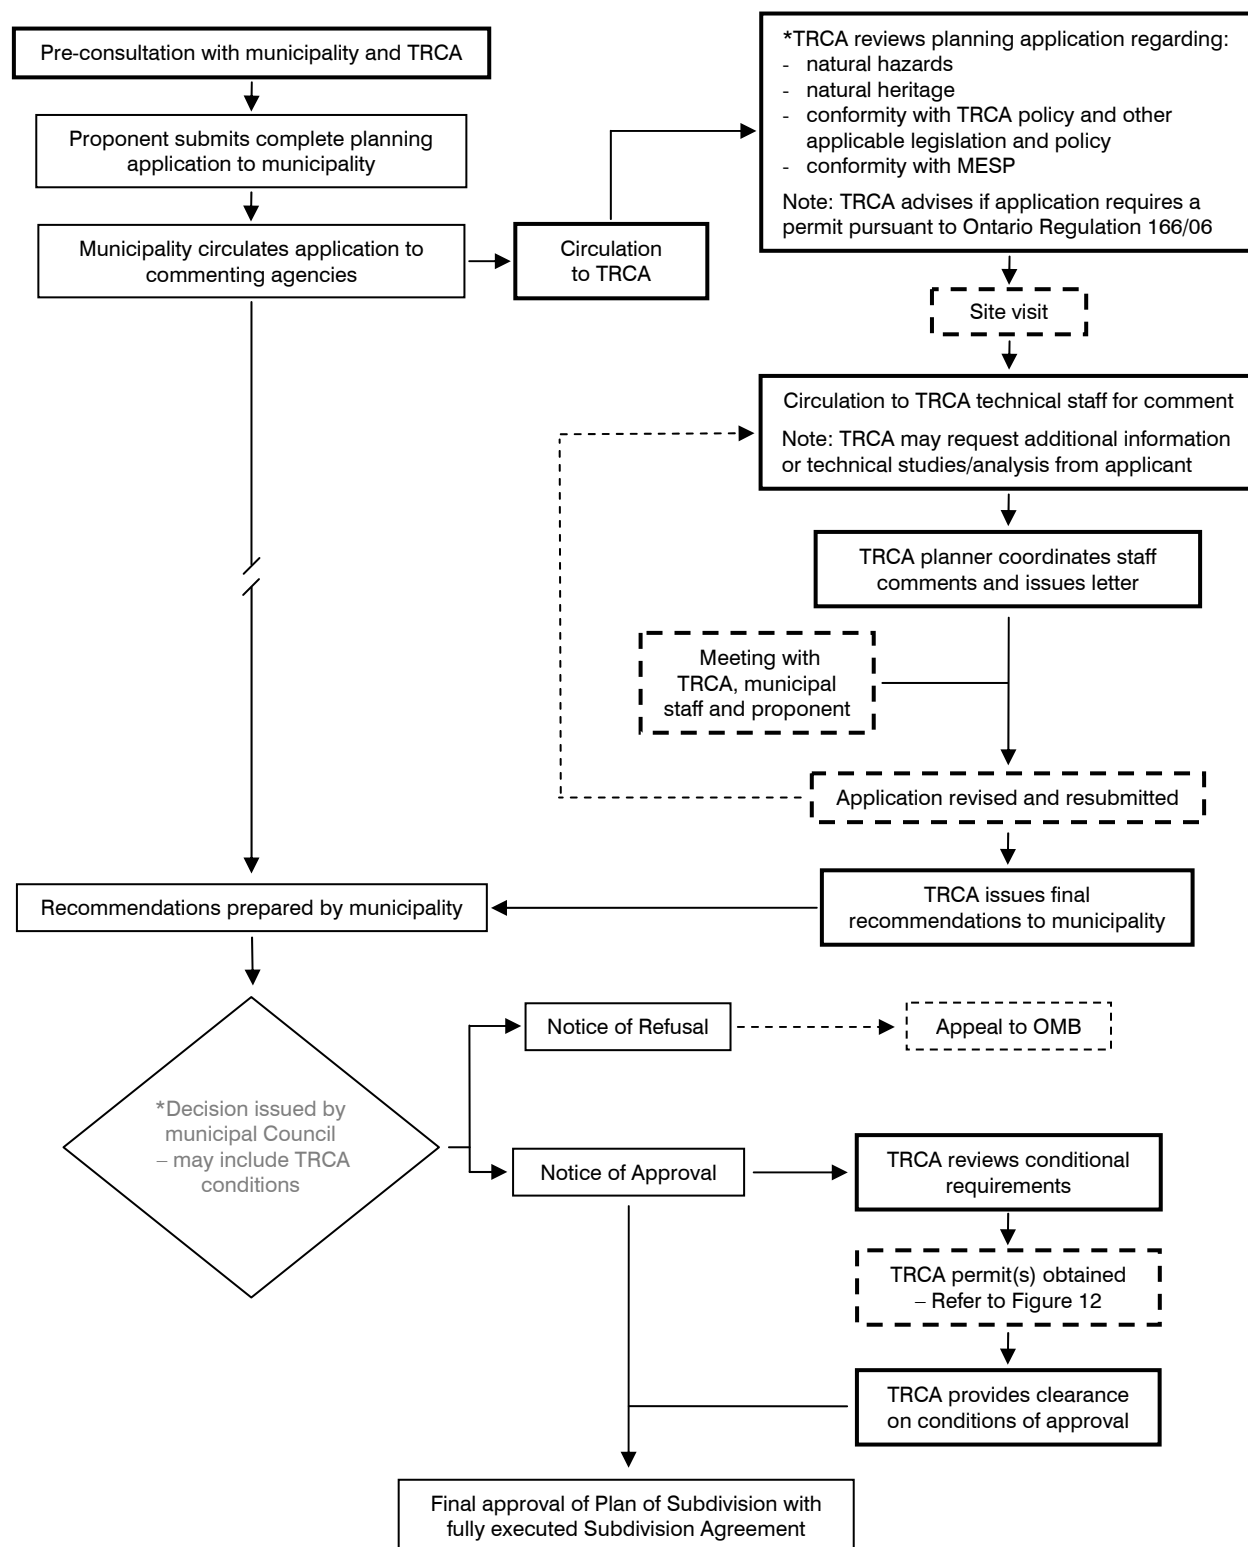 Pre-consultation with municipality and TRCA
Proponent submits complete planning
application to municipality
Municipality circulates application to
commenting agencies
Circulation
to TRCA
*TRCA reviews planning application regarding:
- natural hazards
- natural heritage
- conformity with TRCA policy and other
applicable legislation and policy
- conformity with MESP
Note: TRCA advises if application requires a
permit pursuant to Ontario Regulation 166/06
Site visit
Circulation to TRCA technical staff for comment
Note: TRCA may request additional information
or technical studies/analysis from applicant
TRCA planner coordinates staff
comments and issues letter
Meeting with
TRCA, municipal
staff and proponent
Application revised and resubmitted
TRCA issues final
recommendations to municipality
Recommendations prepared by municipality
*Decision issued by
municipal Council
– may include TRCA
conditions
Notice of Refusal
Appeal to OMB
Notice of Approval
TRCA reviews conditional
requirements
TRCA permit(s) obtained
– Refer to Figure 12
TRCA provides clearance
on conditions of approval
Final approval of Plan of Subdivision with
fully executed Subdivision Agreement